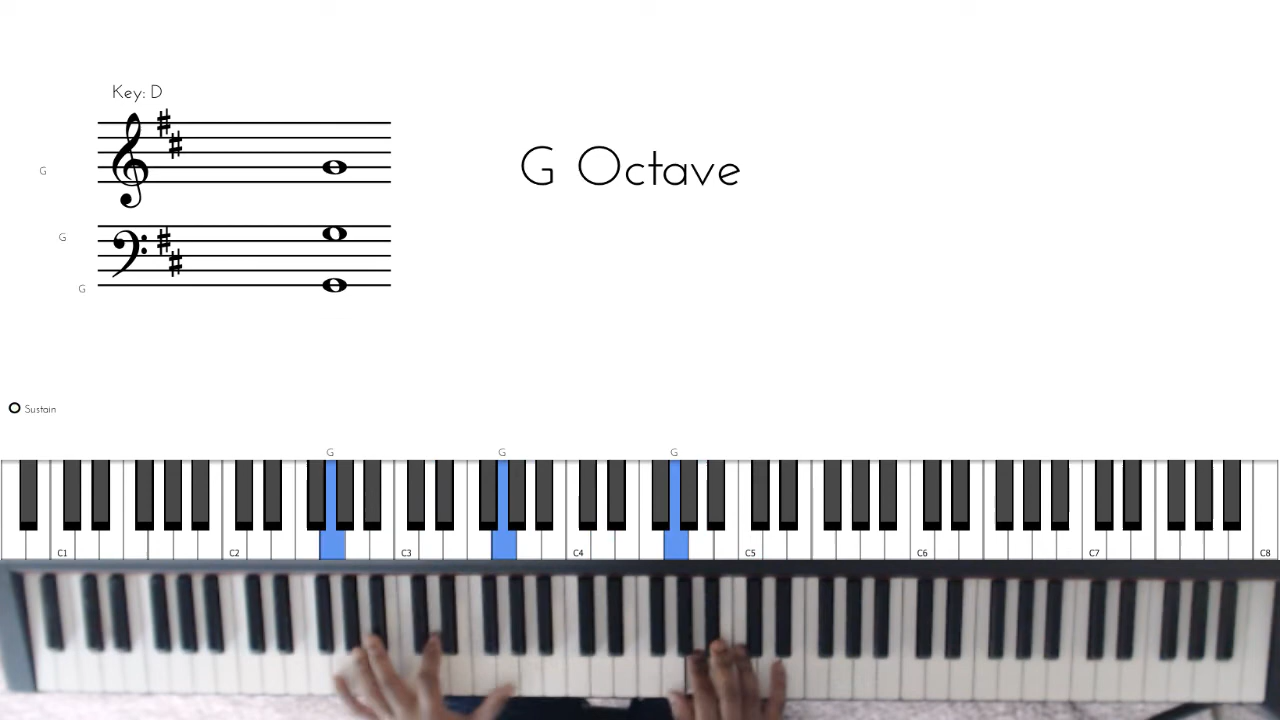 Key: D
G
G Octave
G
G
Sustain
G G G
C1 C2 C3 C4 C5 C6 C7 C8